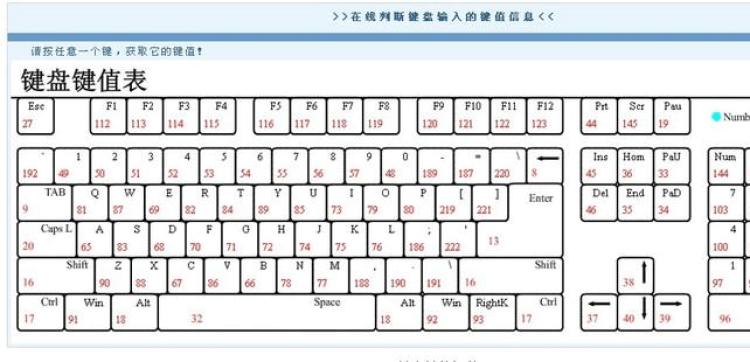 >>在线判断键盘输入的键值信息<<
请按任意一个键，获取它的键值!
键盘键值表
Esc F1 F2 F3 F4 F5 F6 F7 F8 F9 F10 F11 F12 Prt Scr Pau
27 112 113 114 115 116 117 118 119 120 121 122 123 44 145 19 Numb
` 1 2 3 4 5 6 7 8 9 0 - = \ Ins Hom PaU Num
192 49 50 51 52 53 54 55 56 57 48 189 187 220 8 45 36 33 144
TAB Q W E R T Y U I O P [ ] Enter Del End PaD 7
9 81 87 69 82 84 89 85 73 79 80 219 221 46 35 34 103
Caps L A S D F G H J K L ; ' 4
20 65 83 68 70 71 72 74 75 76 186 222 13 100
Shift Z X C V B N M , . \ Shift 1
16 90 88 67 86 66 78 77 188 190 191 16 38 97
Ctrl Win Alt Space Alt Win RightK Ctrl
17 91 18 32 18 92 93 17 37 40 39 96